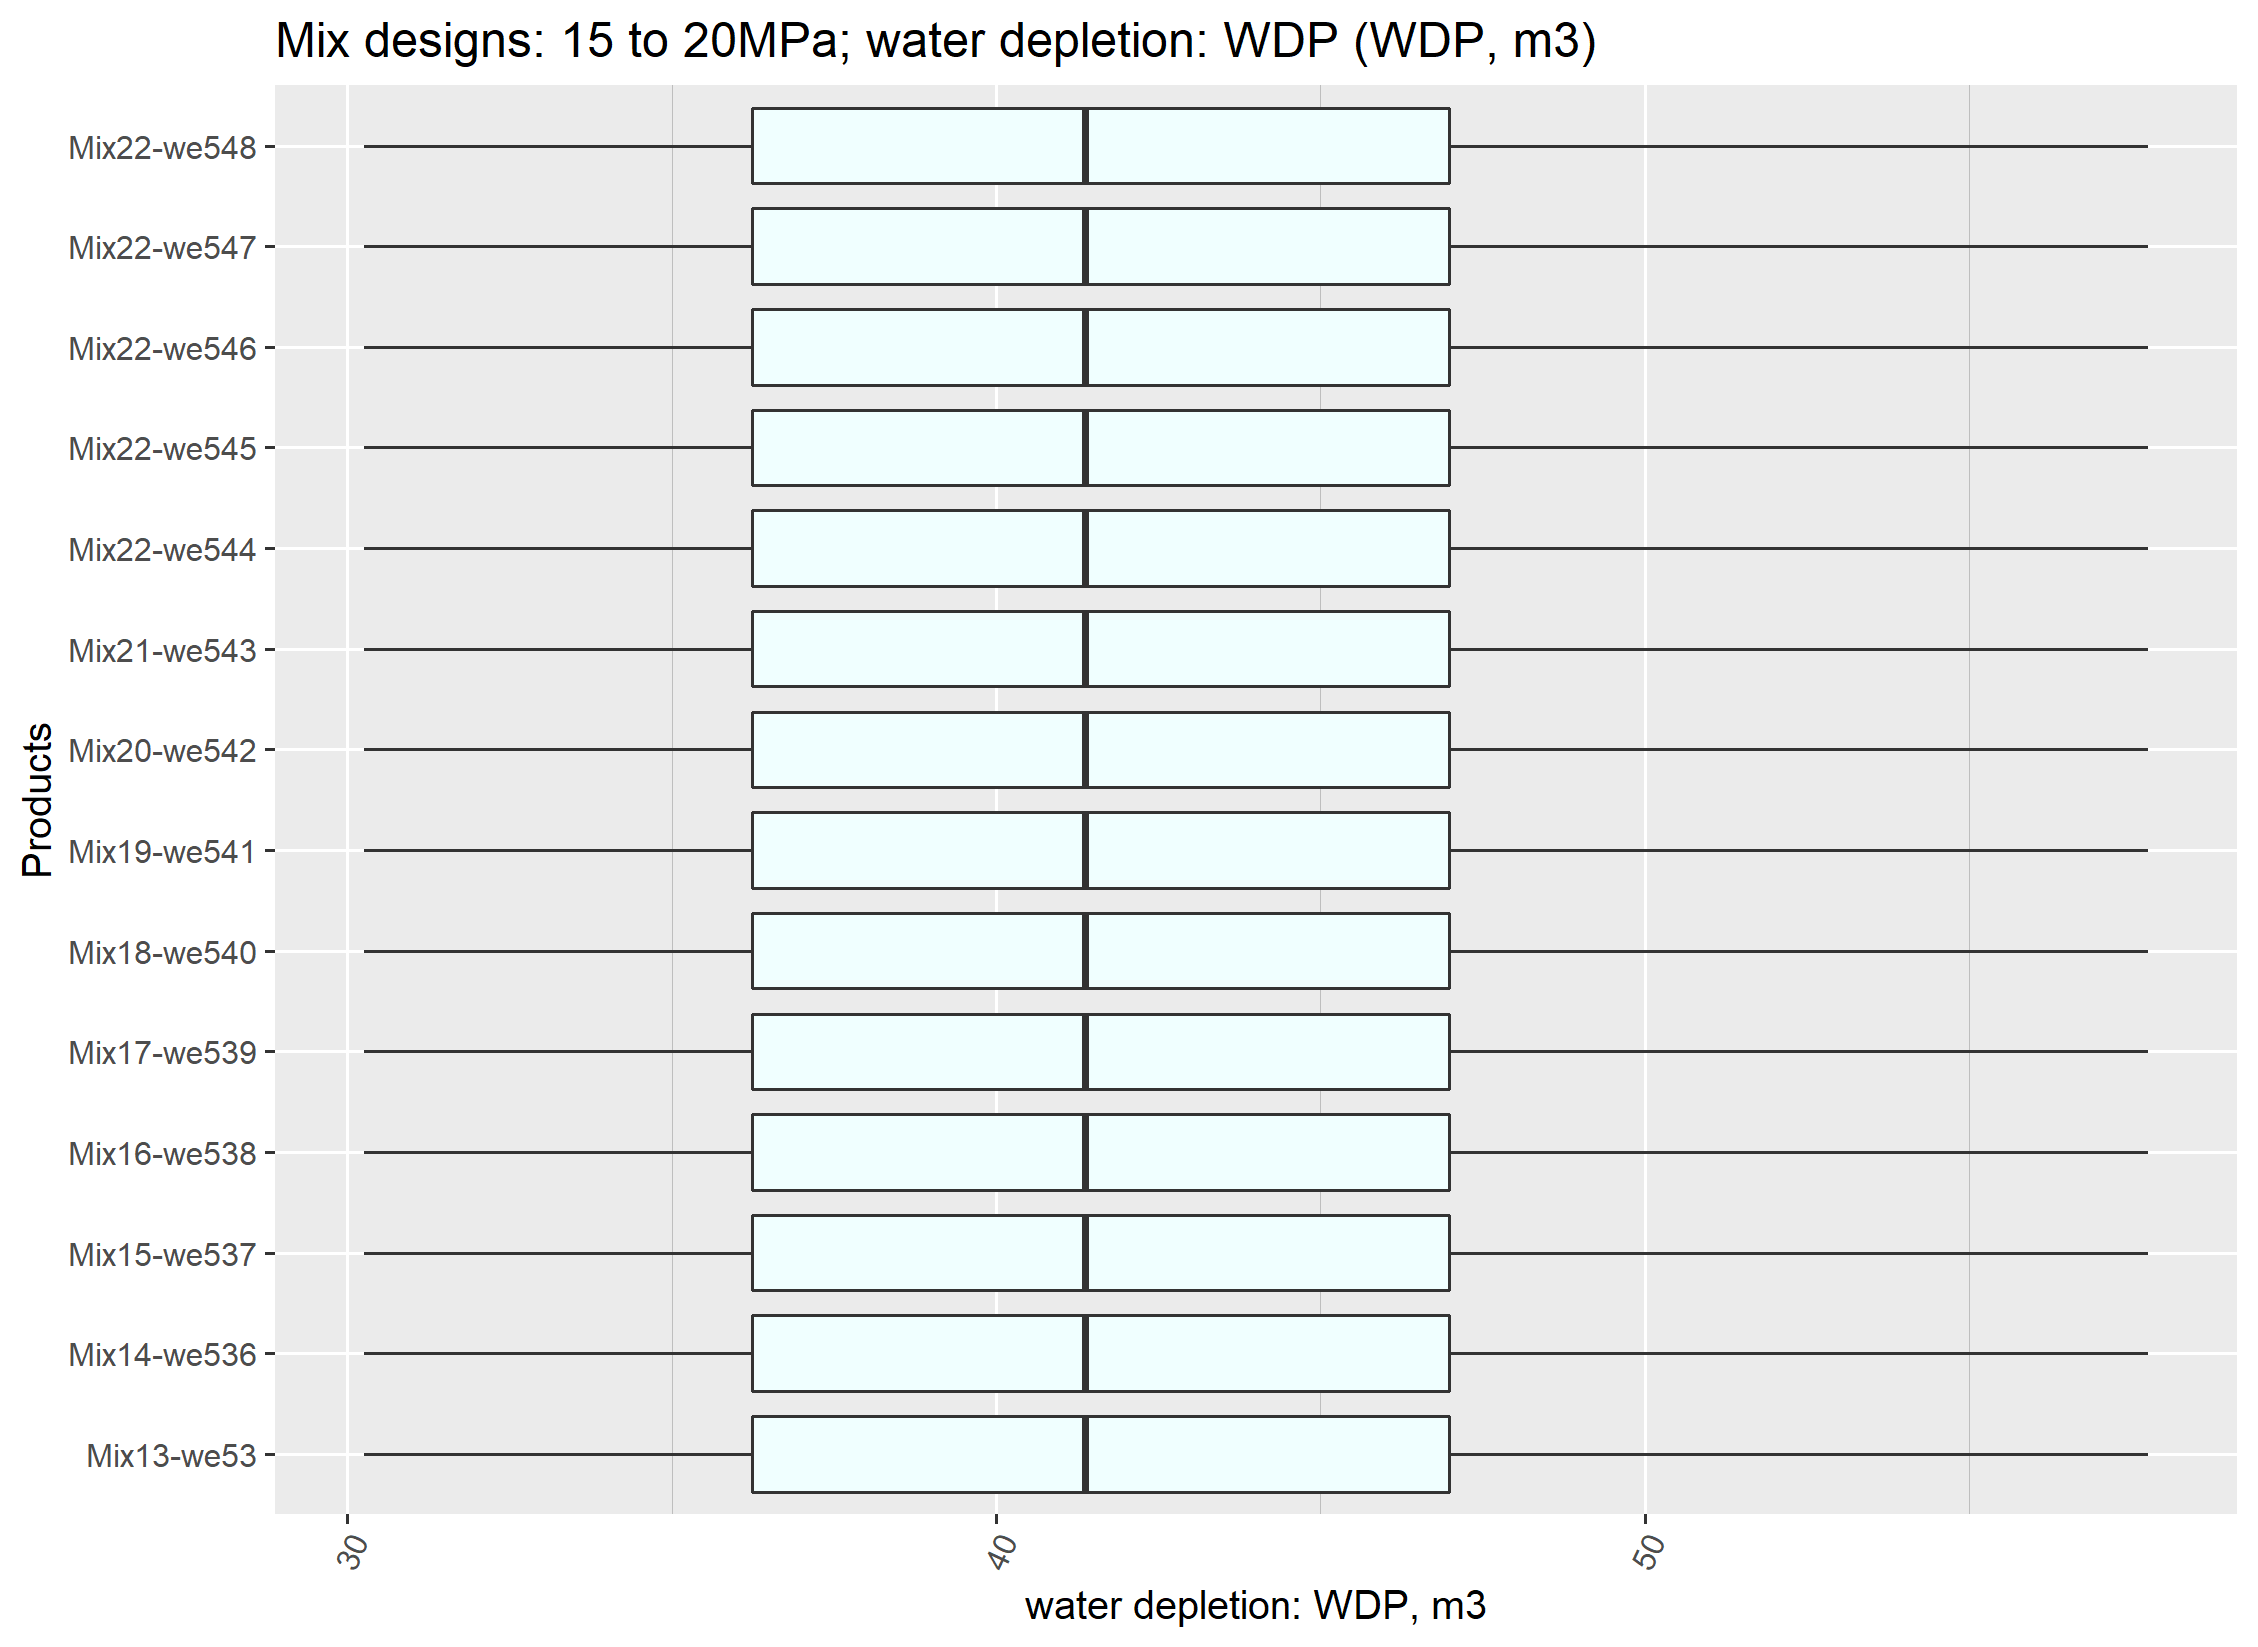 Mix designs: 15 to 20MPa; water depletion: WDP (WDP, m3)
Mix22-we548
Mix22-we547
Mix22-we546
Mix22-we545
Mix22-we544
Mix21-we543
Mix20-we542
Mix19-we541
Mix18-we540
Mix17-we539
Mix16-we538
Mix15-we537
Mix14-we536
Mix13-we53
Products
30
40
50
water depletion: WDP, m3